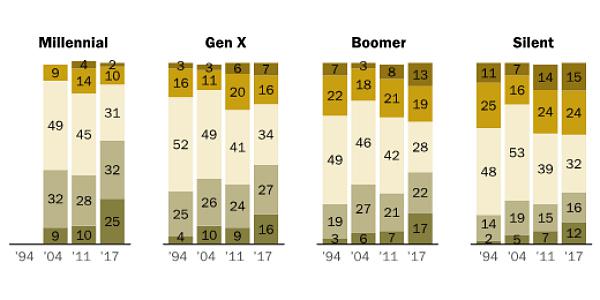 Millennial Gen X Boomer Silent
4 2 3 3 6 7 7 3 8 13 11 7 14 15
9 14 10 16 11 20 16 22 18 21 19 25 16 24 24
49 45 31 52 49 41 34 49 46 42 28 48 53 39 32
32 28 32 25 26 24 27 19 27 21 22 14 19 15 16
9 10 25 4 10 9 16 3 6 7 17 2 5 7 12
'94 '04 '11 '17 '94 '04 '11 '17 '94 '04 '11 '17 '94 '04 '11 '17